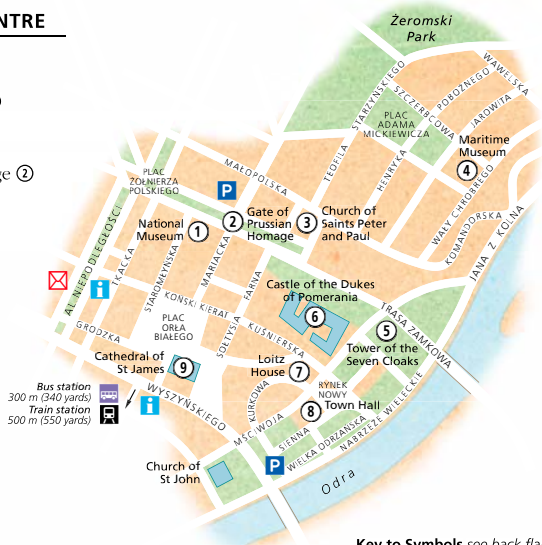 NTRE
ge 2
Żeromski
Park
WAWELSKA
POBOŻNEGO
JAROWITA
SZCZERBCOWA
STARZYŃSKIEGO
TEOFILA
PLAC
ADAMA
MICKIEWICZA
HENRYKA
Maritime
Museum
4
WAŁY CHROBREGO
KOMANDORSKA
JANA Z KOLNA
PLAC
ŻOŁNIERZA
POLSKIEGO
MAŁOPOLSKA
P
National
Museum
1
2
Gate of
Prussian
Homage
3
Church of
Saints Peter
and Paul
AL NIEPODLEGŁOŚCI
TKACKA
STAROMŁYŃSKA
MARIACKA
FARNA
i
KOŃSKI KIERAT
Castle of the Dukes
of Pomerania
6
TRASA ZAMKOWA
5
Tower of the
Seven Cloaks
GRODZKA
PLAC
ORŁA
BIAŁEGO
SOŁTYSIA
KUŚNIERSKA
Cathedral of
St James
9
Loitz
House
7
RYNEK
NOWY
8
Town Hall
Bus station
300 m (340 yards)
Train station
500 m (550 yards)
i
WYSZYŃSKIEGO
KURKOWA
MŚCIWOJA
SIENNA
WIELKA ODRZAŃSKA
NABRZEŻE WIELECKIE
Church of
St John
P
Odra
Key to Symbols see back fla